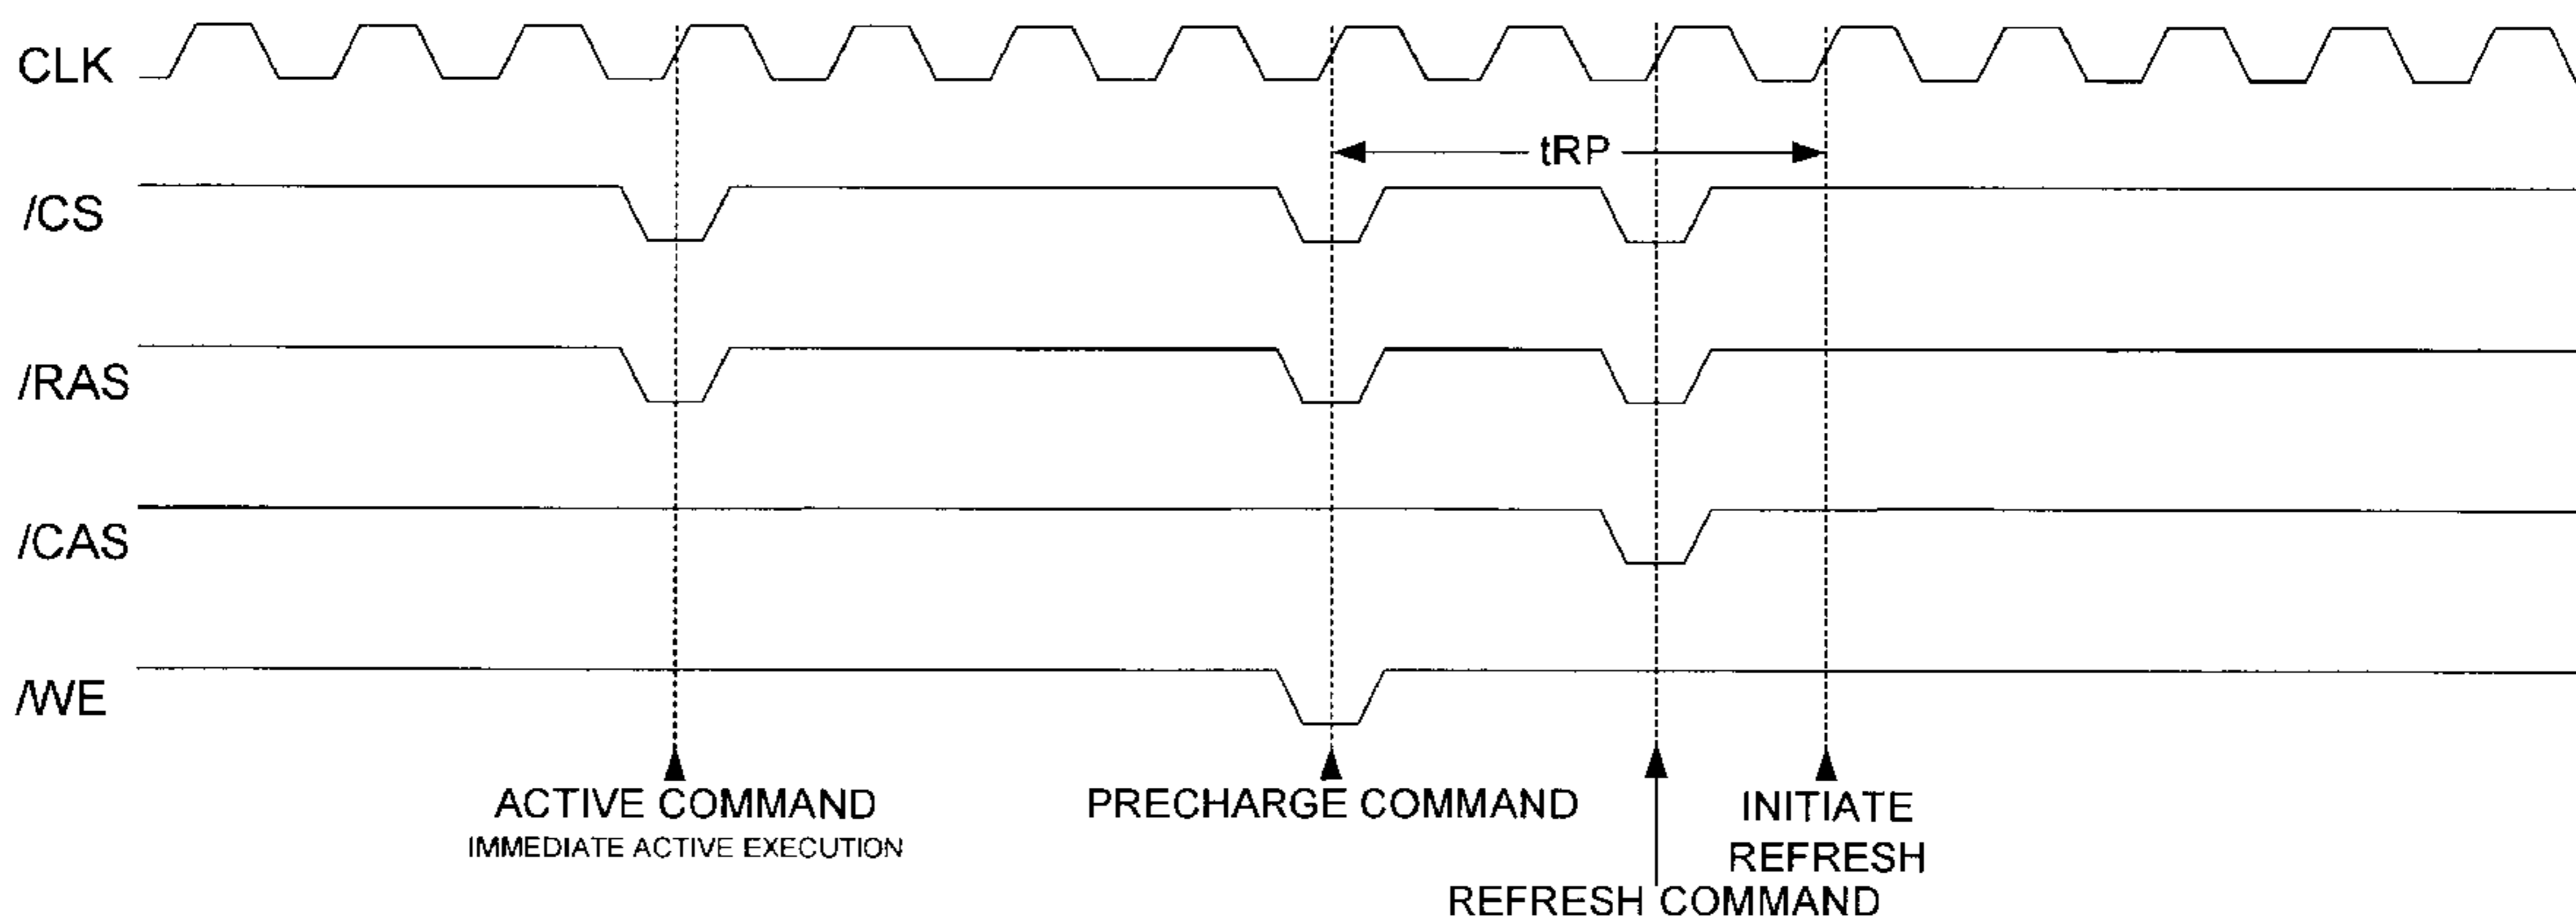 CLK
tRP
/CS
/RAS
/CAS
/WE
ACTIVE COMMAND
IMMEDIATE ACTIVE EXECUTION
PRECHARGE COMMAND
INITIATE
REFRESH
REFRESH COMMAND